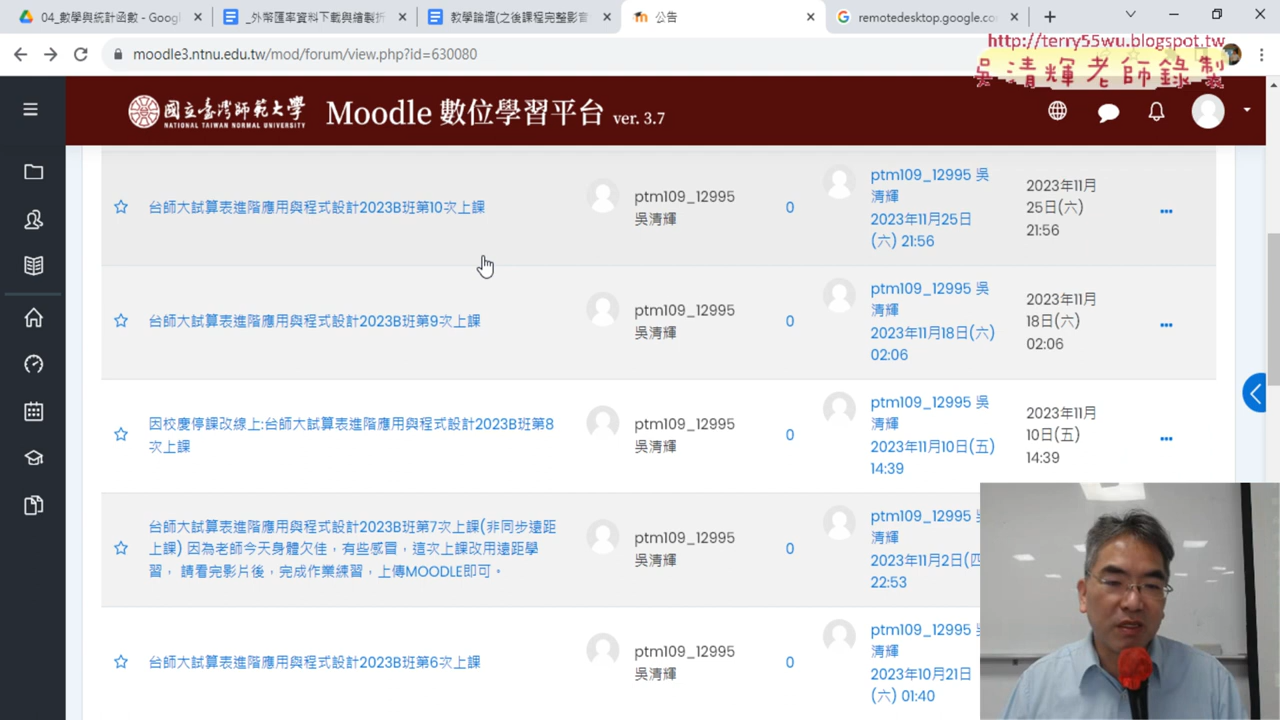 04_數學與統計函數 - Goog
_外幣匯率資料下載與繪製折
教學論壇(之後課程完整影音
公告
remotedesktop.google.co
moodle3.ntnu.edu.tw/mod/forum/view.php?id=630080
http://terry55wu.blogspot.tw
吳清輝老師錄製
國立臺灣師範大學
NATIONAL TAIWAN NORMAL UNIVERSITY
Moodle 數位學習平台 ver. 3.7
台師大試算表進階應用與程式設計2023B班第10次上課
ptm109_12995
吳清輝
0
ptm109_12995 吳
清輝
2023年11月25日
(六) 21:56
2023年11月
25日(六)
21:56
台師大試算表進階應用與程式設計2023B班第9次上課
ptm109_12995
吳清輝
0
ptm109_12995 吳
清輝
2023年11月18日(六)
02:06
2023年11月
18日(六)
02:06
因校慶停課改線上:台師大試算表進階應用與程式設計2023B班第8
次上課
ptm109_12995
吳清輝
0
ptm109_12995 吳
清輝
2023年11月10日(五)
14:39
2023年11月
10日(五)
14:39
台師大試算表進階應用與程式設計2023B班第7次上課(非同步遠距
上課) 因為老師今天身體欠佳，有些感冒，這次上課改用遠距學
習， 請看完影片後，完成作業練習，上傳MOODLE即可。
ptm109_12995
吳清輝
0
ptm109_12995
清輝
2023年11月2日(四
22:53
台師大試算表進階應用與程式設計2023B班第6次上課
ptm109_12995
吳清輝
0
ptm109_12995
清輝
2023年10月21日
(六) 01:40